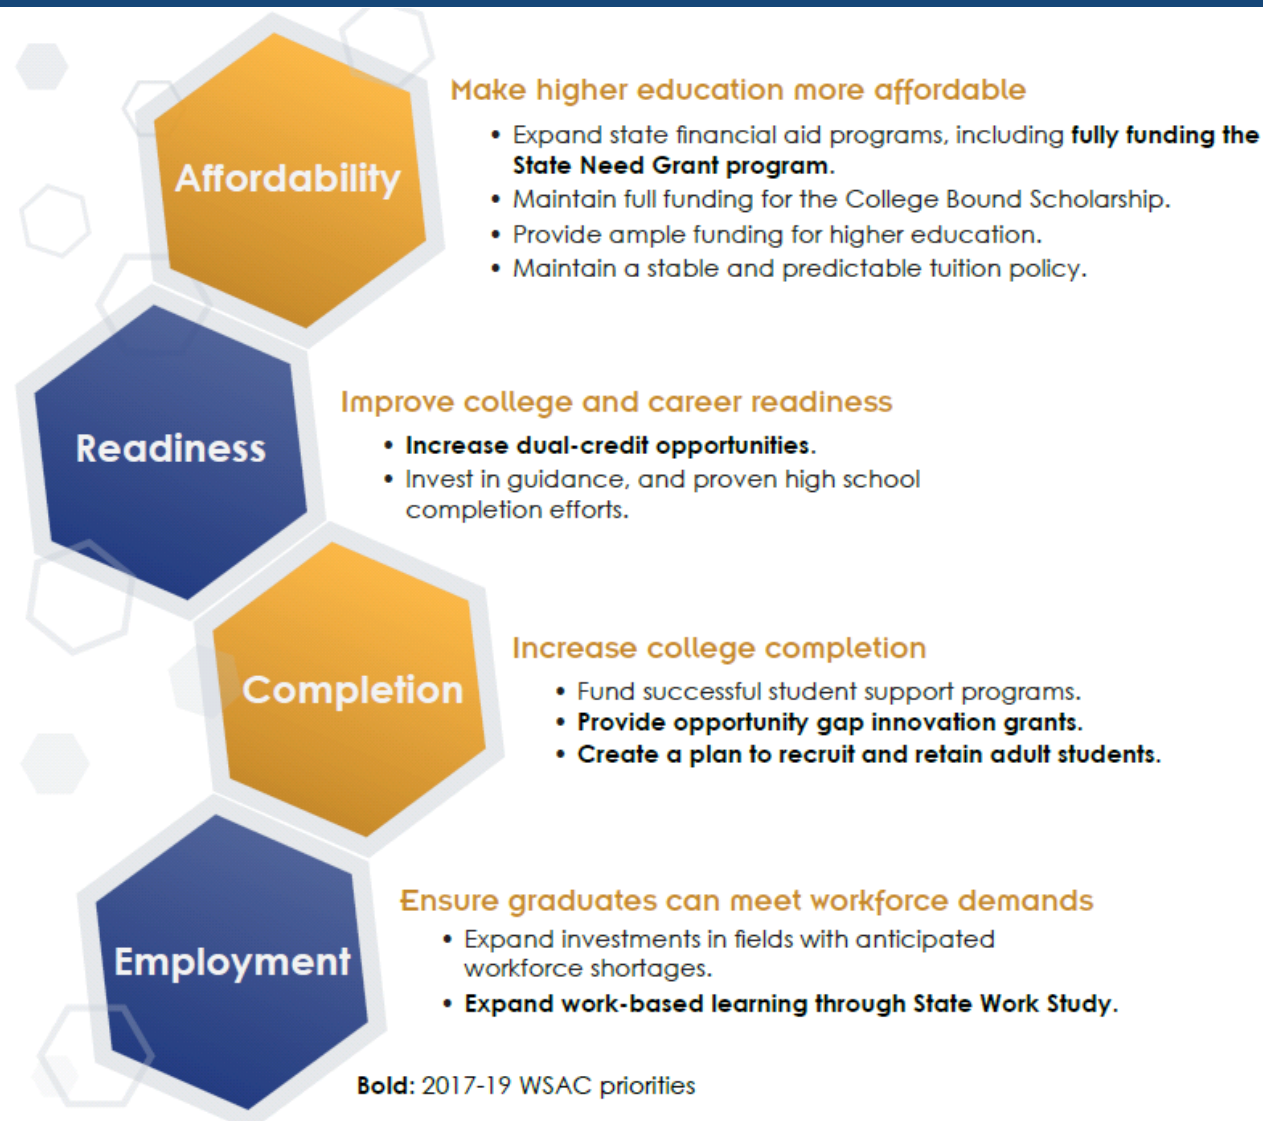 Affordability
Make higher education more affordable
• Expand state financial aid programs, including fully funding the
State Need Grant program.
• Maintain full funding for the College Bound Scholarship.
• Provide ample funding for higher education.
• Maintain a stable and predictable tuition policy.
Readiness
Improve college and career readiness
• Increase dual-credit opportunities.
• Invest in guidance, and proven high school
completion efforts.
Completion
Increase college completion
• Fund successful student support programs.
• Provide opportunity gap innovation grants.
• Create a plan to recruit and retain adult students.
Employment
Ensure graduates can meet workforce demands
• Expand investments in fields with anticipated
workforce shortages.
• Expand work-based learning through State Work Study.
Bold: 2017-19 WSAC priorities